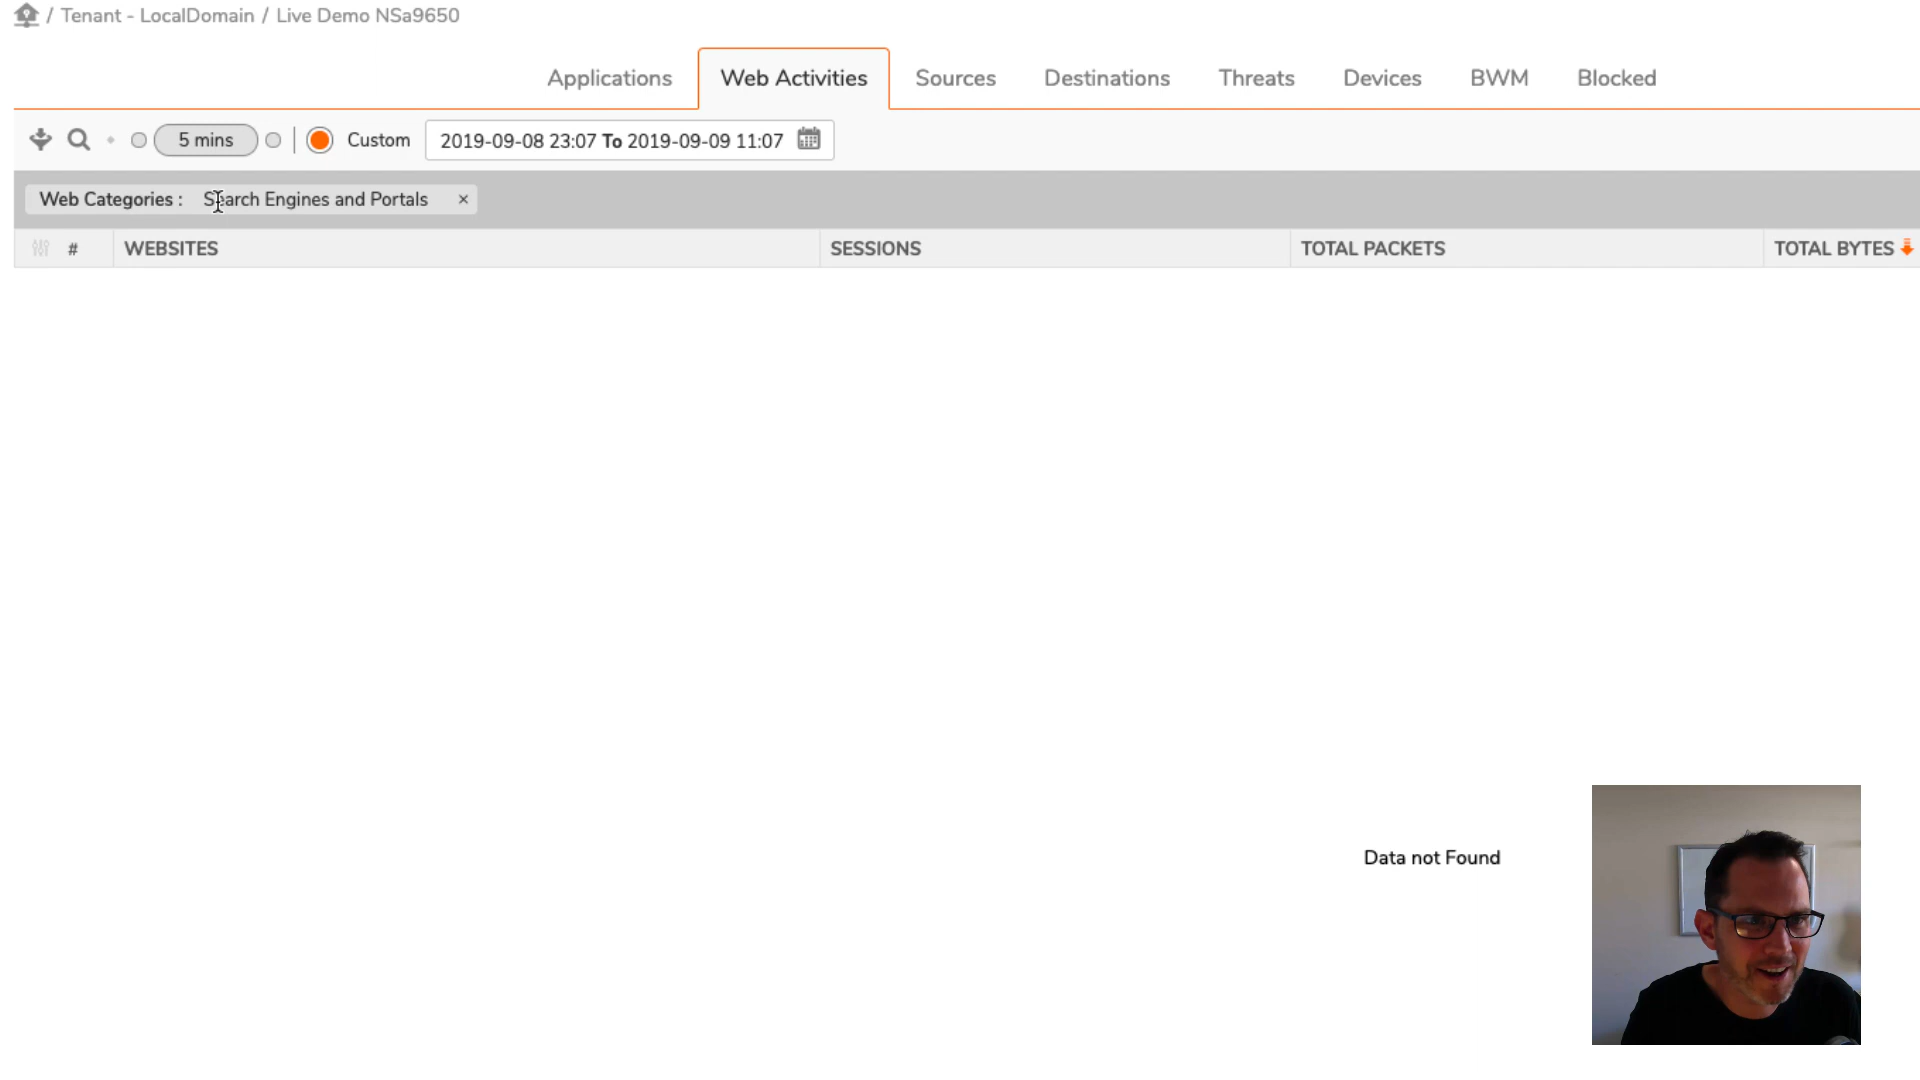 / Tenant - LocalDomain / Live Demo NSa9650
Applications Web Activities Sources Destinations Threats Devices BWM Blocked
5 mins Custom 2019-09-08 23:07 To 2019-09-09 11:07
Web Categories : Search Engines and Portals ×
# WEBSITES SESSIONS TOTAL PACKETS TOTAL BYTES
Data not Found